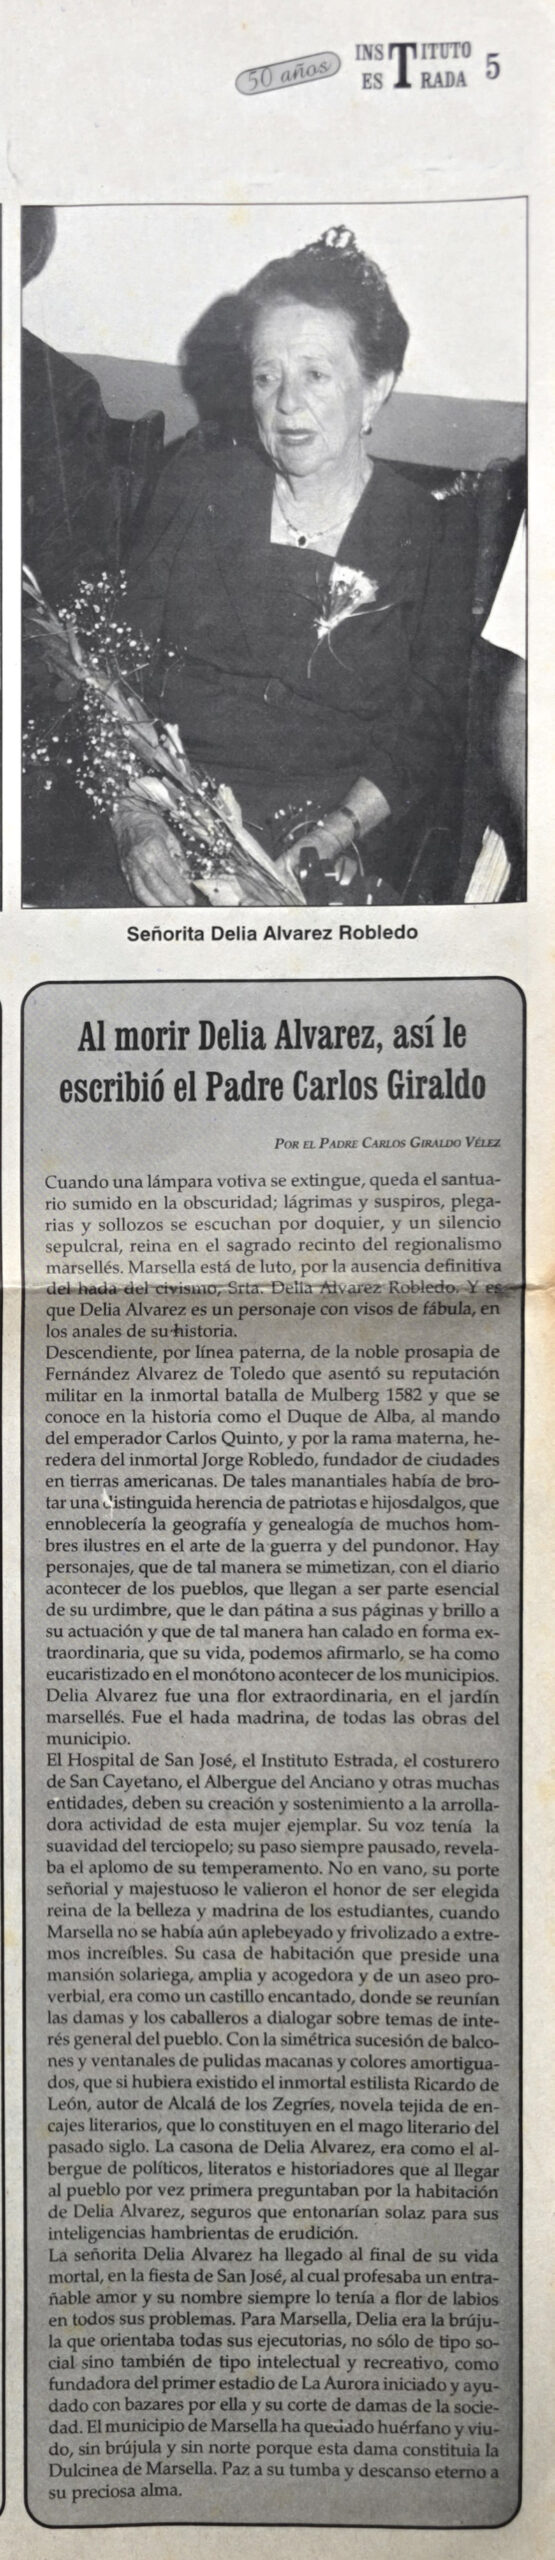 50 años
INSTITUTO
ESTRADA
5
Señorita Delia Alvarez Robledo
Al morir Delia Alvarez, así le
escribió el Padre Carlos Giraldo
POR EL PADRE CARLOS GIRALDO VÉLEZ
Cuando una lámpara votiva se extingue, queda el santua-
rio sumido en la obscuridad; lágrimas y suspiros, plega-
rias y sollozos se escuchan por doquier, y un silencio
sepulcral, reina en el sagrado recinto del regionalismo
marsellés. Marsella está de luto, por la ausencia definitiva
del hada del civismo, Srta. Delia Alvarez Robledo. Y es
que Delia Alvarez es un personaje con visos de fábula, en
los anales de su historia.
Descendiente, por línea paterna, de la noble prosapia de
Fernández Alvarez de Toledo que asentó su reputación
militar en la inmortal batalla de Mulberg 1582 y que se
conoce en la historia como el Duque de Alba, al mando
del emperador Carlos Quinto, y por la rama materna, he-
redera del inmortal Jorge Robledo, fundador de ciudades
en tierras americanas. De tales manantiales había de bro-
tar una distinguida herencia de patriotas e hijosdalgos, que
ennoblecería la geografía y genealogía de muchos hom-
bres ilustres en el arte de la guerra y del pundonor. Hay
personajes, que de tal manera se mimetizan, con el diario
acontecer de los pueblos, que llegan a ser parte esencial
de su urdimbre, que le dan pátina a sus páginas y brillo a
su actuación y que de tal manera han calado en forma ex-
traordinaria, que su vida, podemos afirmarlo, se ha como
eucaristizado en el monótono acontecer de los municipios.
Delia Alvarez fue una flor extraordinaria, en el jardín
marsellés. Fue el hada madrina, de todas las obras del
municipio.
El Hospital de San José, el Instituto Estrada, el costurero
de San Cayetano, el Albergue del Anciano y otras muchas
entidades, deben su creación y sostenimiento a la arrolla-
dora actividad de esta mujer ejemplar. Su voz tenía la
suavidad del terciopelo; su paso siempre pausado, revela-
ba el aplomo de su temperamento. No en vano, su porte
señorial y majestuoso le valieron el honor de ser elegida
reina de la belleza y madrina de los estudiantes, cuando
Marsella no se había aún aplebeyado y frivolizado a extre-
mos increíbles. Su casa de habitación que preside una
mansión solariega, amplia y acogedora y de un aseo pro-
verbial, era como un castillo encantado, donde se reunían
las damas y los caballeros a dialogar sobre temas de inte-
rés general del pueblo. Con la simétrica sucesión de balco-
nes y ventanales de pulidas macanas y colores amortigua-
dos, que si hubiera existido el inmortal estilista Ricardo de
León, autor de Alcalá de los Zegríes, novela tejida de en-
cajes literarios, que lo constituyen en el mago literario del
pasado siglo. La casona de Delia Alvarez, era como el al-
bergue de políticos, literatos e historiadores que al llegar
al pueblo por vez primera preguntaban por la habitación
de Delia Alvarez, seguros que entonarían solaz para sus
inteligencias hambrientas de erudición.
La señorita Delia Alvarez ha llegado al final de su vida
mortal, en la fiesta de San José, al cual profesaba un entra-
ñable amor y su nombre siempre lo tenía a flor de labios
en todos sus problemas. Para Marsella, Delia era la brúju-
la que orientaba todas sus ejecutorias, no sólo de tipo so-
cial sino también de tipo intelectual y recreativo, como
fundadora del primer estadio de La Aurora iniciado y ayu-
dado con bazares por ella y su corte de damas de la socie-
dad. El municipio de Marsella ha quedado huérfano y viu-
do, sin brújula y sin norte porque esta dama constituia la
Dulcinea de Marsella. Paz a su tumba y descanso eterno a
su preciosa alma.